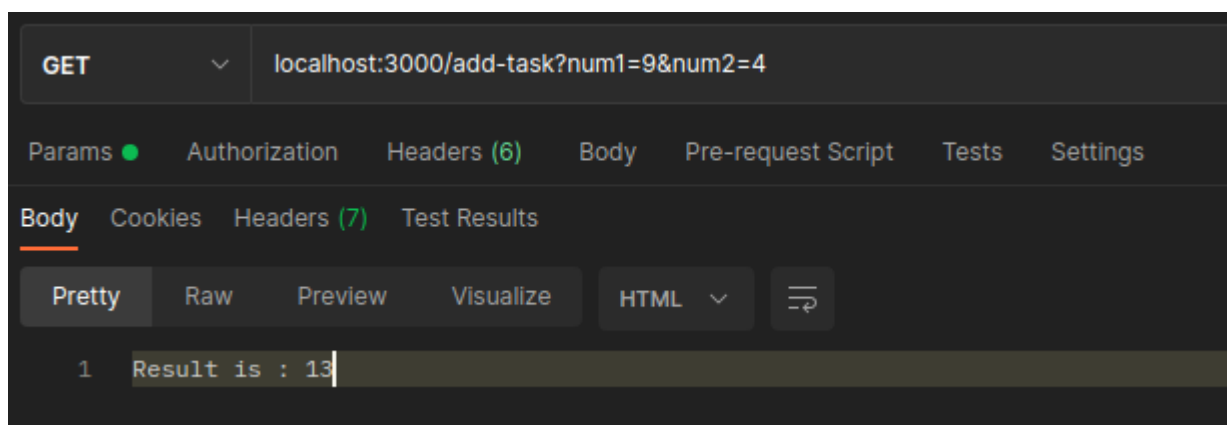 GET localhost:3000/add-task?num1=9&num2=4
Params Authorization Headers (6) Body Pre-request Script Tests Settings
Body Cookies Headers (7) Test Results
Pretty Raw Preview Visualize HTML
1 Result is : 13